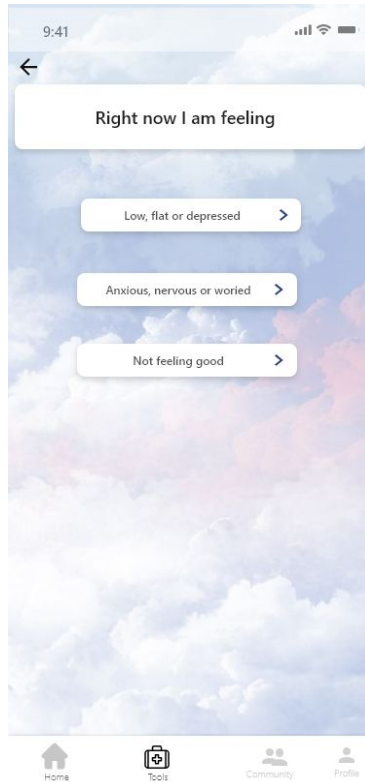 9:41
Right now I am feeling
Low, flat or depressed
Anxious, nervous or woried
Not feeling good
Home Tools Community Profile